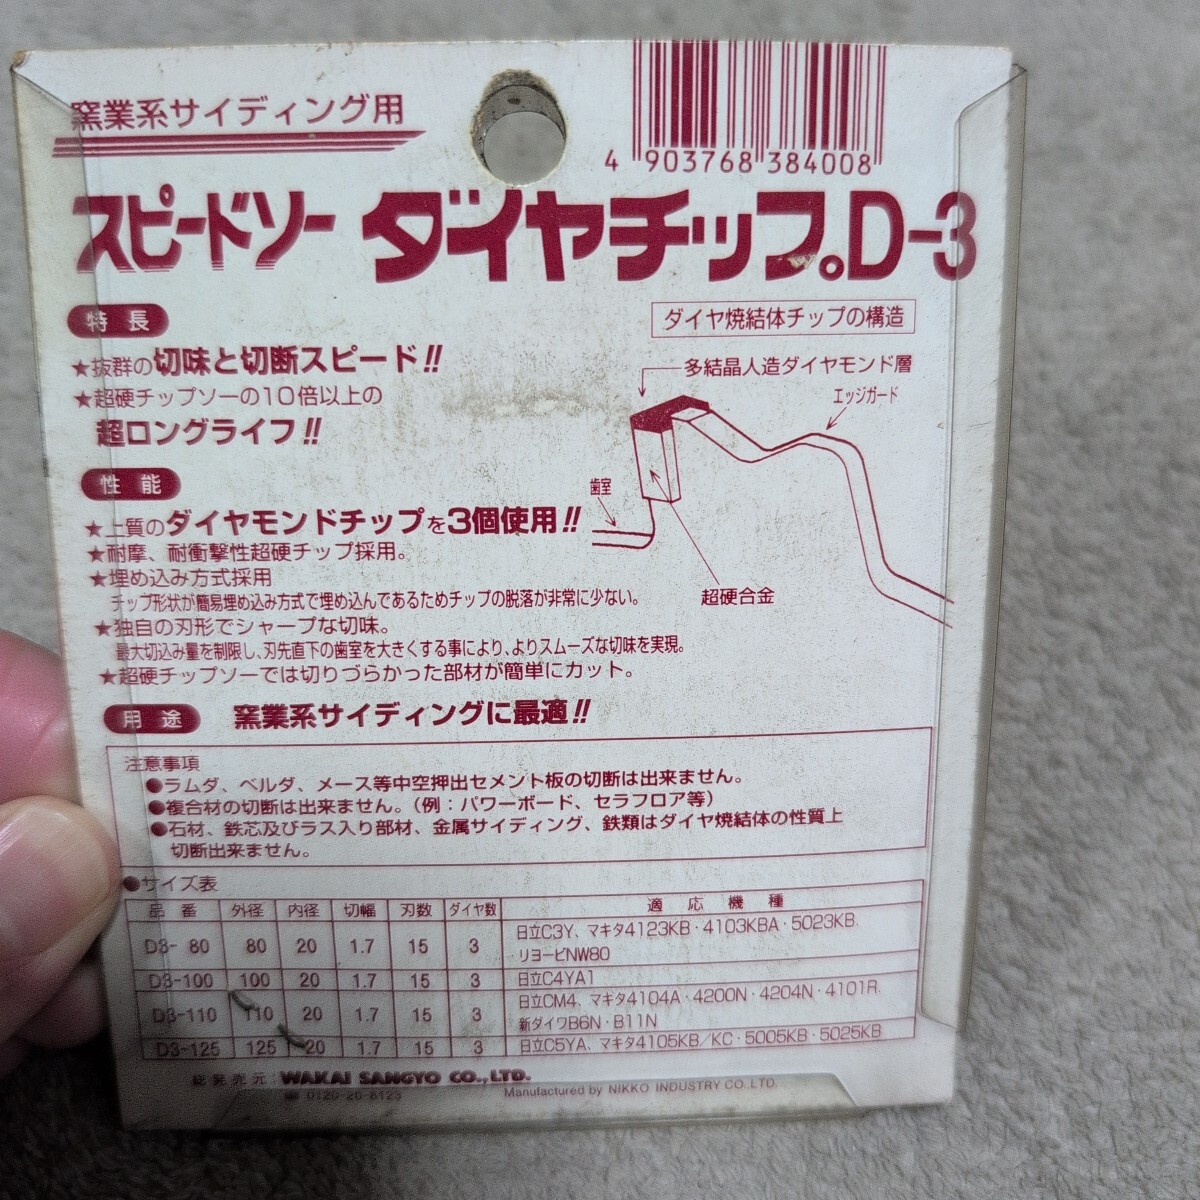 窯業系サイディング用
4 903768 384008
スピードソー ダイヤチップ。D-3
特長
★抜群の切味と切断スピード!!
★超硬チップソーの10倍以上の
超ロングライフ!!
ダイヤ焼結体チップの構造
多結晶人造ダイヤモンド層
エッジガード
歯室
超硬合金
性能
★上質のダイヤモンドチップを3個使用!!
★耐摩、耐衝撃性超硬チップ採用。
★埋め込み方式採用
チップ形状が簡易埋め込み方式で埋め込んであるためチップの脱落が非常に少ない。
★独自の刃形でシャープな切味。
最大切込み量を制限し、刃先直下の歯室を大きくする事により、よりスムーズな切味を実現。
★超硬チップソーでは切りづらかった部材が簡単にカット。
用途 窯業系サイディングに最適!!
注意事項
●ラムダ、ベルダ、メース等中空押出セメント板の切断は出来ません。
●複合材の切断は出来ません。(例:パワーボード、セラフロア等)
●石材、鉄芯及びラス入り部材、金属サイディング、鉄類はダイヤ焼結体の性質上
切断出来ません。
●サイズ表
品番 外径 内径 切幅 刃数 ダイヤ数 適応機種
D3-80 80 20 1.7 15 3 日立C3Y、マキタ4123KB・4103KBA・5023KB
リョービNW80
D3-100 100 20 1.7 15 3 日立C4YA1
D3-110 110 20 1.7 15 3 日立CM4、マキタ4104A・4200N・4204N・4101R
新ダイワB6N・B11N
D3-125 125 20 1.7 15 3 日立C5YA、マキタ4105KB/KC・5005KB・5025KB
総発売元:WAKAI SANGYO CO.,LTD.
☎ 0120-20-8123
Manufactured by NIKKO INDUSTRY CO. LTD.